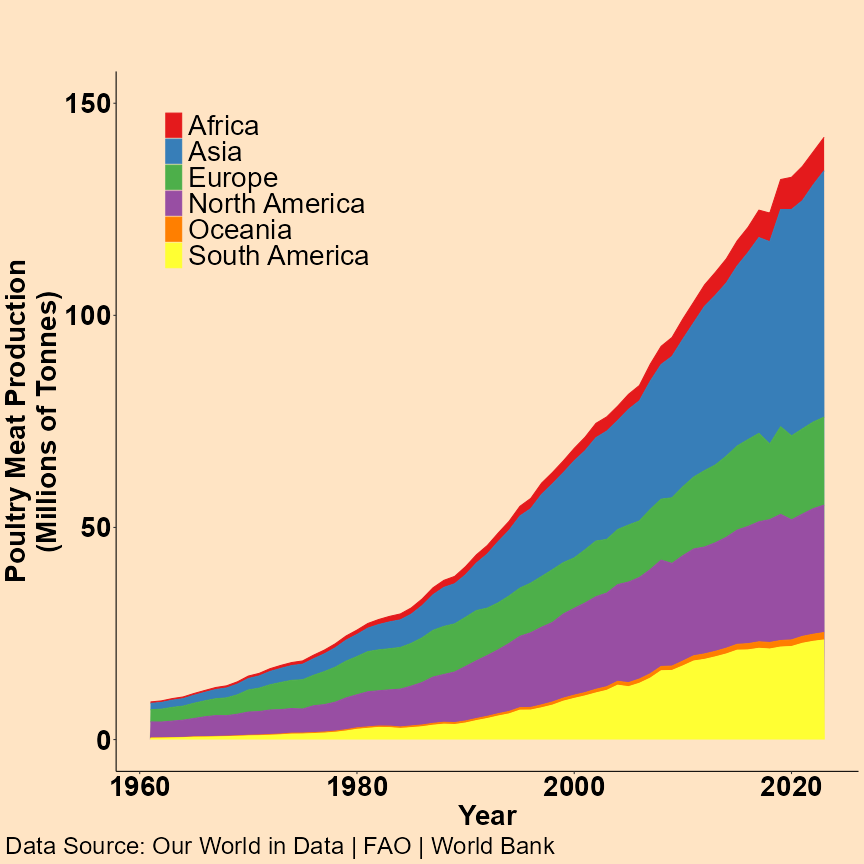 150
100
50
0
Poultry Meat Production
(Millions of Tonnes)
Africa
Asia
Europe
North America
Oceania
South America
1960
1980
2000
2020
Year
Data Source: Our World in Data | FAO | World Bank